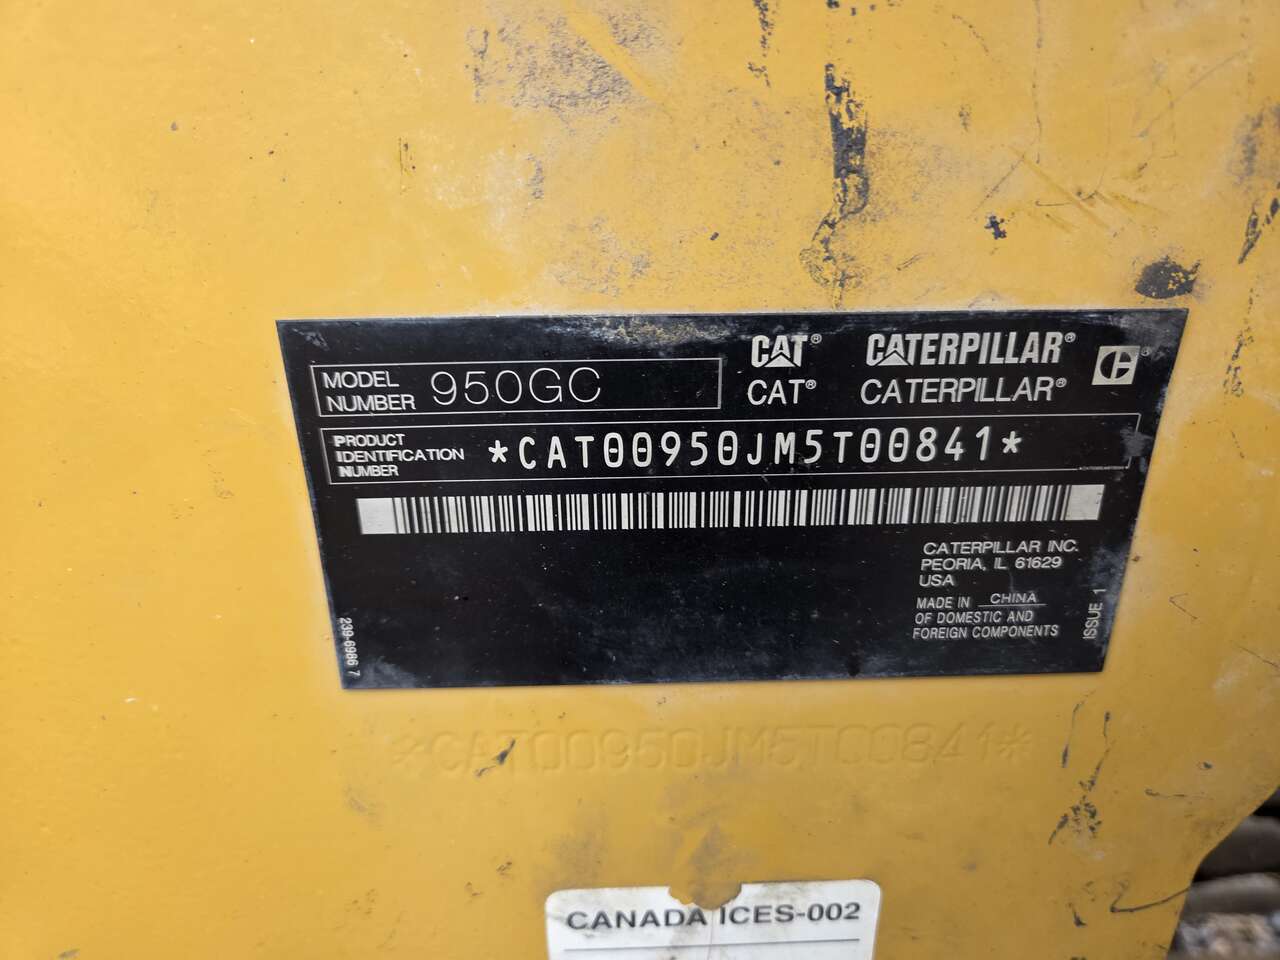 CAT® CATERPILLAR® C®
MODEL NUMBER 950GC
CAT® CATERPILLAR®
PRODUCT IDENTIFICATION NUMBER *CAT00950JM5T00841*
CATERPILLAR INC.
PEORIA, IL 61629
USA
MADE IN CHINA
OF DOMESTIC AND
FOREIGN COMPONENTS
ISSUE 1
239-6986 7
*CAT00950JM5T00841*
CANADA ICES-002